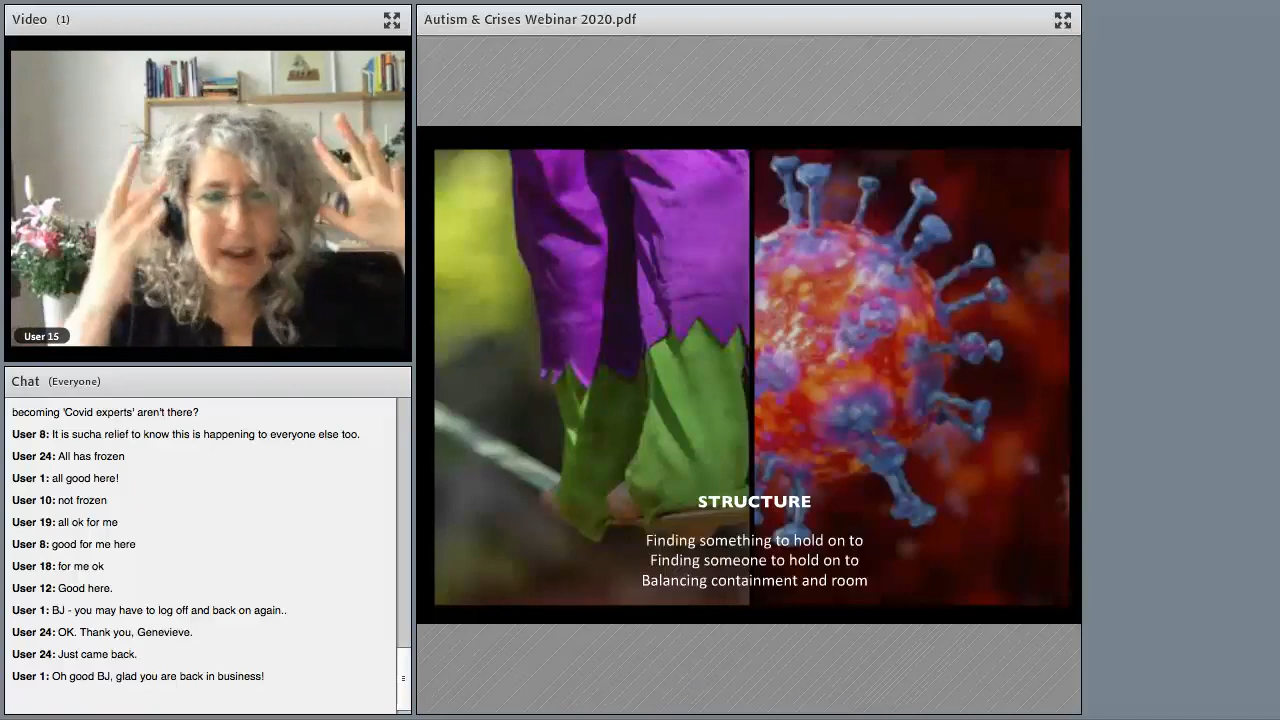 Video (1)
User 15
Chat (Everyone)
becoming 'Covid experts' aren't there?
User 8: It is sucha relief to know this is happening to everyone else too.
User 24: All has frozen
User 1: all good here!
User 10: not frozen
User 19: all ok for me
User 8: good for me here
User 18: for me ok
User 12: Good here.
User 1: BJ - you may have to log off and back on again..
User 24: OK. Thank you, Genevieve.
User 24: Just came back.
User 1: Oh good BJ, glad you are back in business!
Autism & Crises Webinar 2020.pdf
STRUCTURE
Finding something to hold on to
Finding someone to hold on to
Balancing containment and room